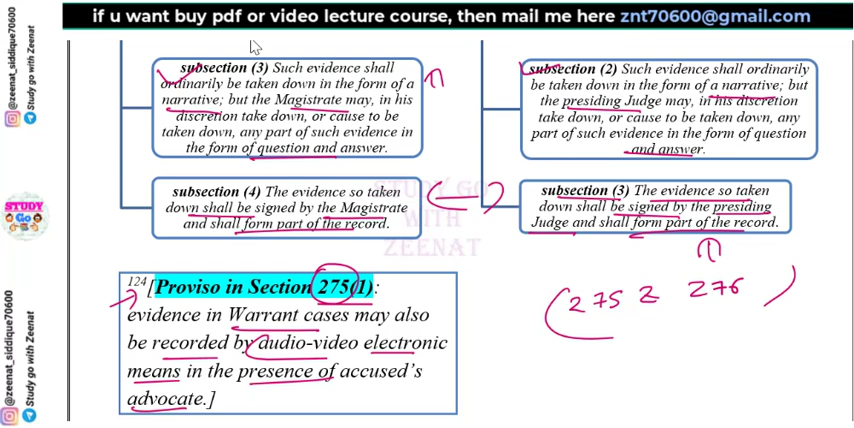 if u want buy pdf or video lecture course, then mail me here znt70600@gmail.com
@zeenat_siddique70600
Study go with Zeenat
subsection (3) Such evidence shall
ordinarily be taken down in the form of a
narrative; but the Magistrate may, in his
discretion take down, or cause to be
taken down, any part of such evidence in
the form of question and answer.
subsection (2) Such evidence shall ordinarily
be taken down in the form of a narrative; but
the presiding Judge may, in his discretion
take down, or cause to be taken down, any
part of such evidence in the form of question
and answer.
subsection (4) The evidence so taken
down shall be signed by the Magistrate
and shall form part of the record.
subsection (3) The evidence so taken
down shall be signed by the presiding
Judge and shall form part of the record.
STUDY GO
WITH
ZEENAT
STUDY
Go
124[Proviso in Section 275(1):
evidence in Warrant cases may also
be recorded by audio-video electronic
means in the presence of accused's
advocate.]
(275 2 276)
@zeenat_siddique70600
Study go with Zeenat